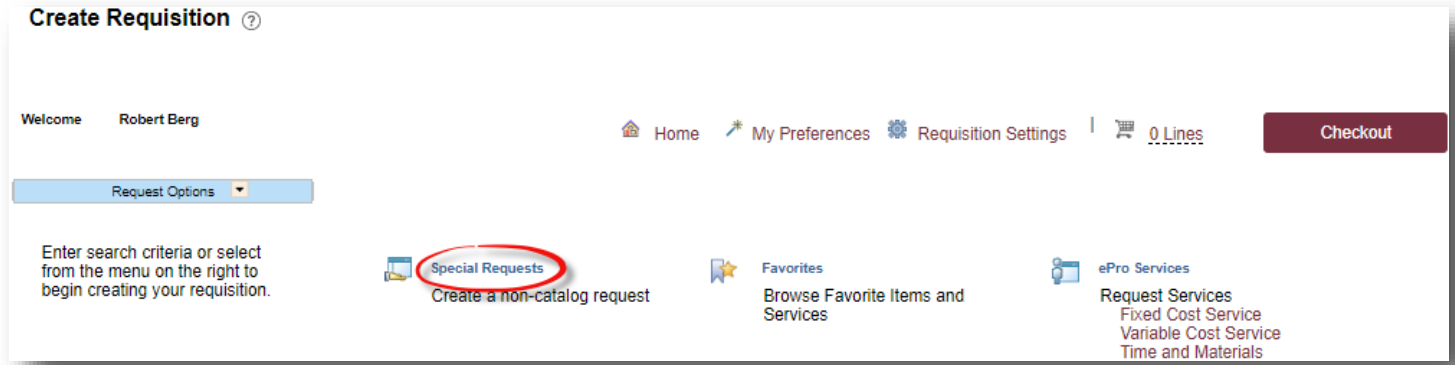 Create Requisition ?
Welcome Robert Berg
Home My Preferences Requisition Settings | 0 Lines Checkout
Request Options
Enter search criteria or select
from the menu on the right to
begin creating your requisition.
Special Requests
Create a non-catalog request
Favorites
Browse Favorite Items and
Services
ePro Services
Request Services
Fixed Cost Service
Variable Cost Service
Time and Materials